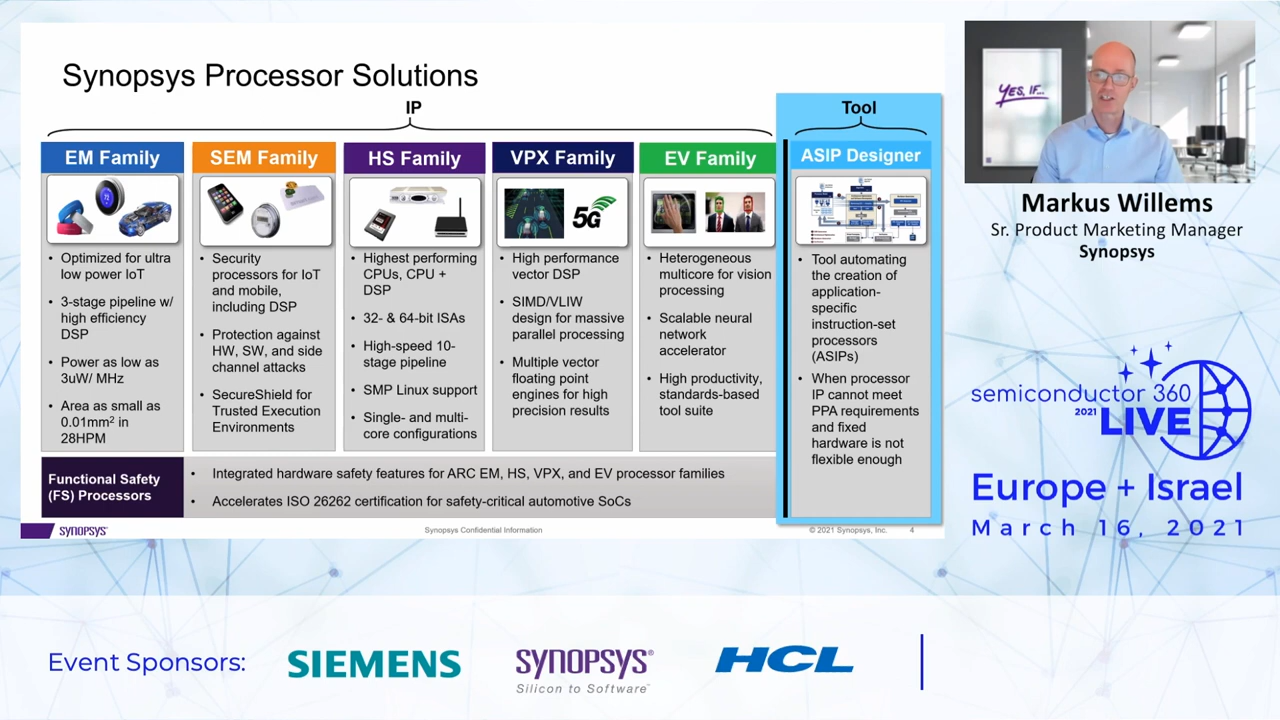 Synopsys Processor Solutions
IP
Tool
EM Family
SEM Family
HS Family
VPX Family
EV Family
ASIP Designer
72
5G
• Optimized for ultra
low power IoT
• 3-stage pipeline w/
high efficiency
DSP
• Power as low as
3uW/ MHz
• Area as small as
0.01mm² in
28HPM
• Security
processors for IoT
and mobile,
including DSP
• Protection against
HW, SW, and side
channel attacks
• SecureShield for
Trusted Execution
Environments
• Highest performing
CPUs, CPU +
DSP
• 32- & 64-bit ISAs
• High-speed 10-
stage pipeline
• SMP Linux support
• Single- and multi-
core configurations
• High performance
vector DSP
• SIMD/VLIW
design for massive
parallel processing
• Multiple vector
floating point
engines for high
precision results
• Heterogeneous
multicore for vision
processing
• Scalable neural
network
accelerator
• High productivity,
standards-based
tool suite
• Tool automating
the creation of
application-
specific
instruction-set
processors
(ASIPs)
• When processor
IP cannot meet
PPA requirements
and fixed
hardware is not
flexible enough
Functional Safety
(FS) Processors
• Integrated hardware safety features for ARC EM, HS, VPX, and EV processor families
• Accelerates ISO 26262 certification for safety-critical automotive SoCs
SYNOPSYS®
Synopsys Confidential Information
© 2021 Synopsys, Inc.
4
YES, IF...
Markus Willems
Sr. Product Marketing Manager
Synopsys
semiconductor 360
2021 LIVE
Europe + Israel
March 16, 2021
Event Sponsors:
SIEMENS
SYNOPSYS®
Silicon to Software™
HCL